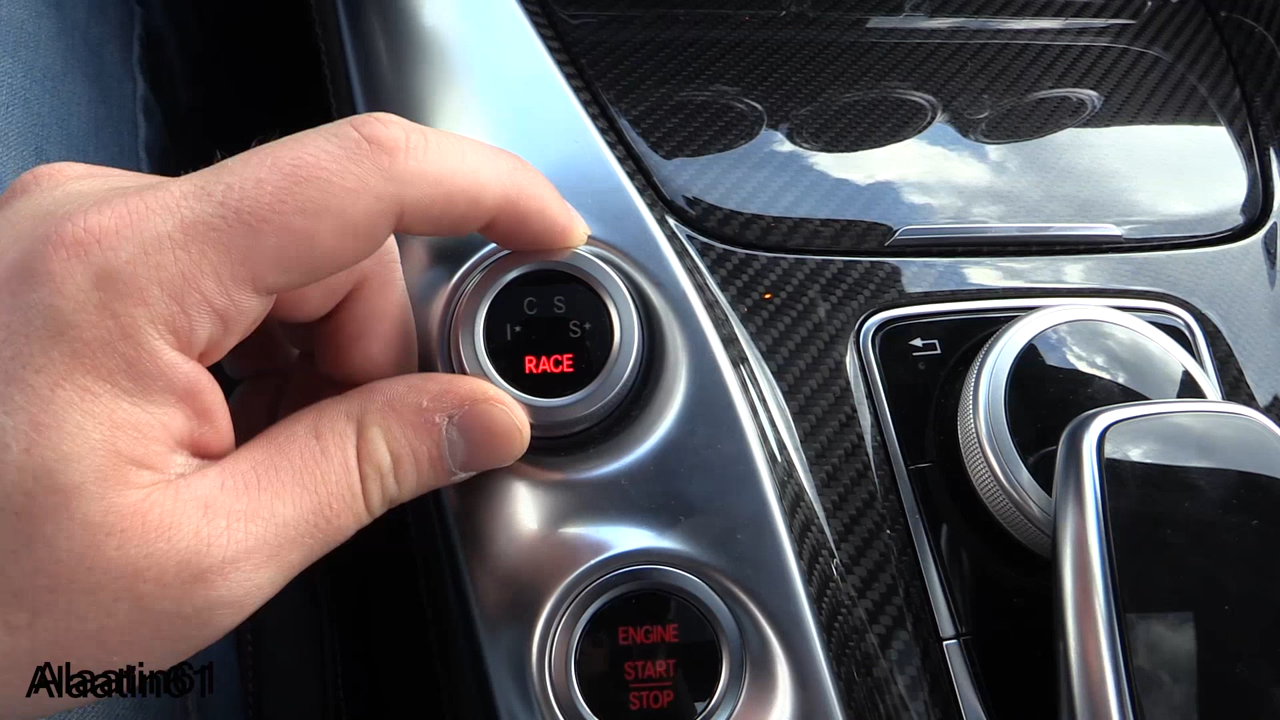 C S
I* S+
RACE
ENGINE
START
STOP
Alaatin61